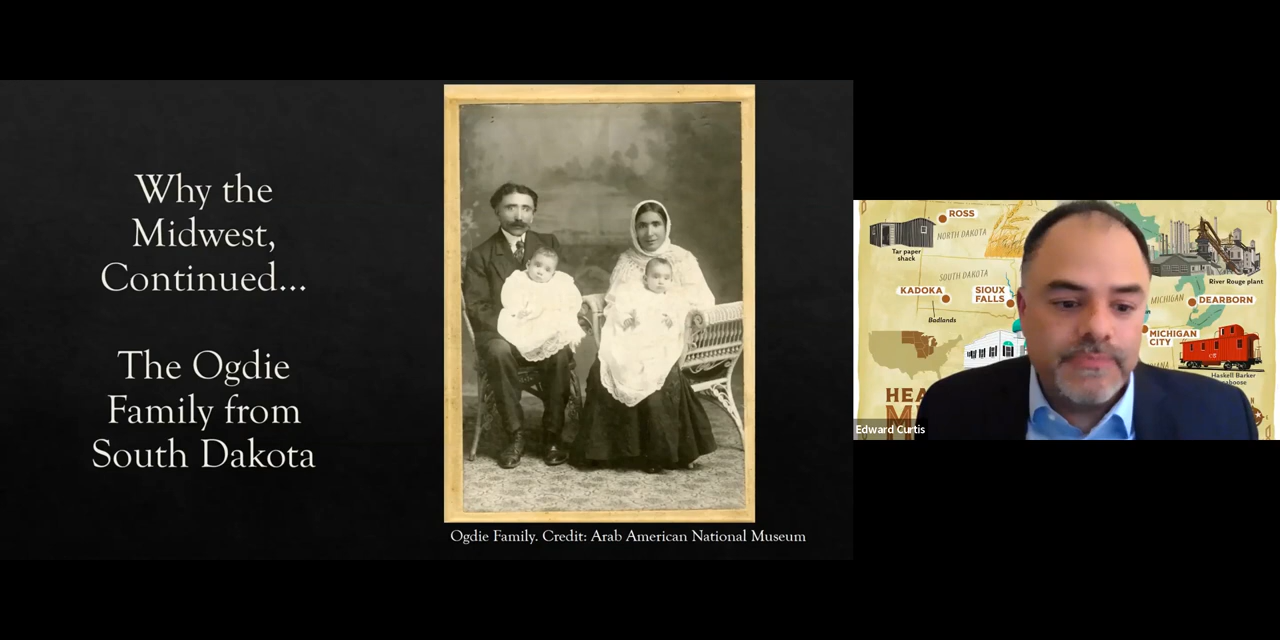 Why the
Midwest,
Continued...
The Ogdie
Family from
South Dakota
Ogdie Family. Credit: Arab American National Museum
ROSS
NORTH DAKOTA
Tar paper
shack
River Rouge plant
SOUTH DAKOTA
KADOKA
SIOUX
FALLS
MICHIGAN
DEARBORN
Badlands
MICHIGAN
CITY
Haskell Barker
HEA
M
Edward Curtis